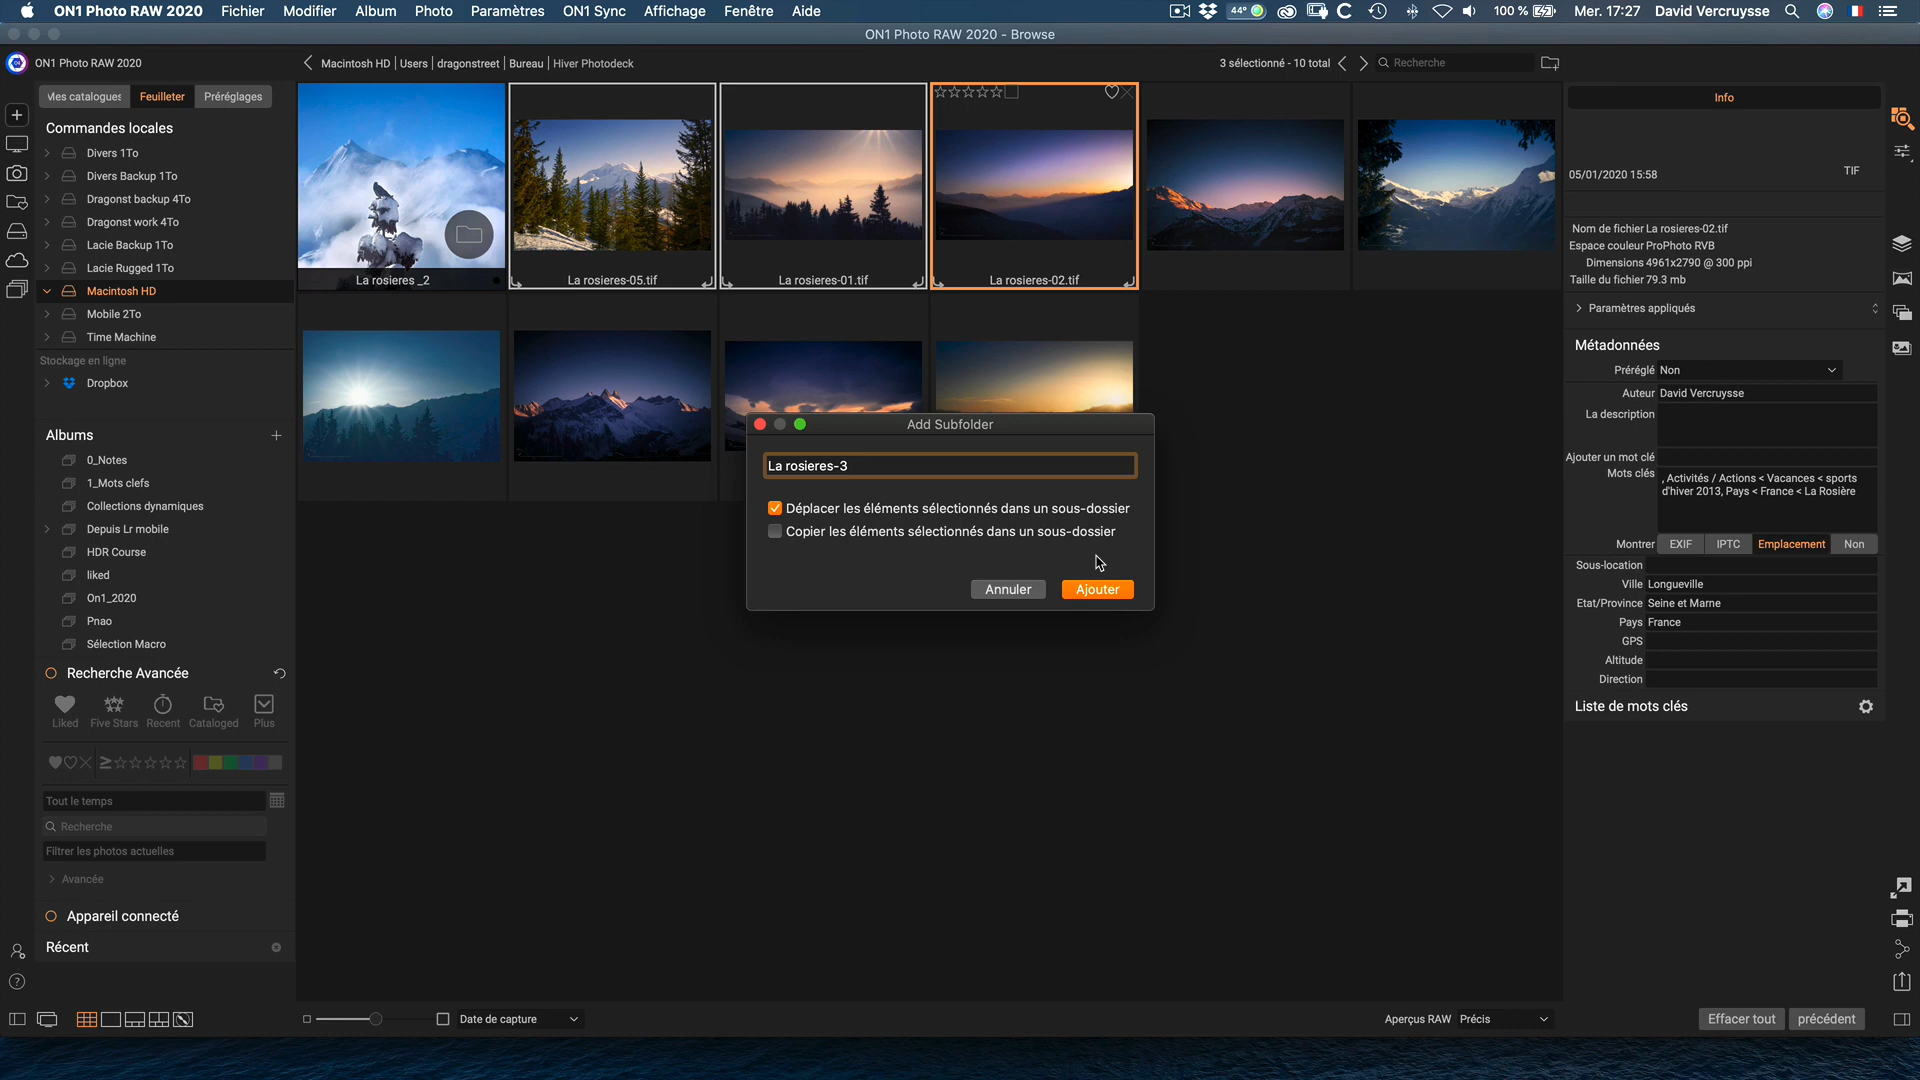 ON1 Photo RAW 2020 Fichier Modifier Album Photo Paramètres ON1 Sync Affichage Fenêtre Aide
44° 100 % Mer. 17:27 David Vercruysse
ON1 Photo RAW 2020 - Browse
ON1 Photo RAW 2020
Macintosh HD | Users | dragonstreet | Bureau | Hiver Photodeck
3 sélectionné - 10 total
Recherche
Mes catalogues
Feuilleter
Préréglages
Commandes locales
Divers 1To
Divers Backup 1To
Dragonst backup 4To
Dragonst work 4To
Lacie Backup 1To
Lacie Rugged 1To
Macintosh HD
Mobile 2To
Time Machine
Stockage en ligne
Dropbox
Albums
0_Notes
1_Mots clefs
Collections dynamiques
Depuis Lr mobile
HDR Course
liked
On1_2020
Pnao
Sélection Macro
Recherche Avancée
Liked
Five Stars
Recent
Cataloged
Plus
Tout le temps
Recherche
Filtrer les photos actuelles
Avancée
Appareil connecté
Récent
La rosieres _2
La rosieres-05.tif
La rosieres-01.tif
La rosieres-02.tif
Add Subfolder
La rosieres-3
Déplacer les éléments sélectionnés dans un sous-dossier
Copier les éléments sélectionnés dans un sous-dossier
Annuler
Ajouter
Date de capture
Aperçus RAW Précis
Info
05/01/2020 15:58
TIF
Nom de fichier La rosieres-02.tif
Espace couleur ProPhoto RVB
Dimensions 4961x2790 @ 300 ppi
Taille du fichier 79.3 mb
Paramètres appliqués
Métadonnées
Préréglé Non
Auteur David Vercruysse
La description
Ajouter un mot clé
Mots clés , Activités / Actions < Vacances < sports
d'hiver 2013, Pays < France < La Rosière
Montrer EXIF IPTC Emplacement Non
Sous-location
Ville Longueville
Etat/Province Seine et Marne
Pays France
GPS
Altitude
Direction
Liste de mots clés
Effacer tout
précédent